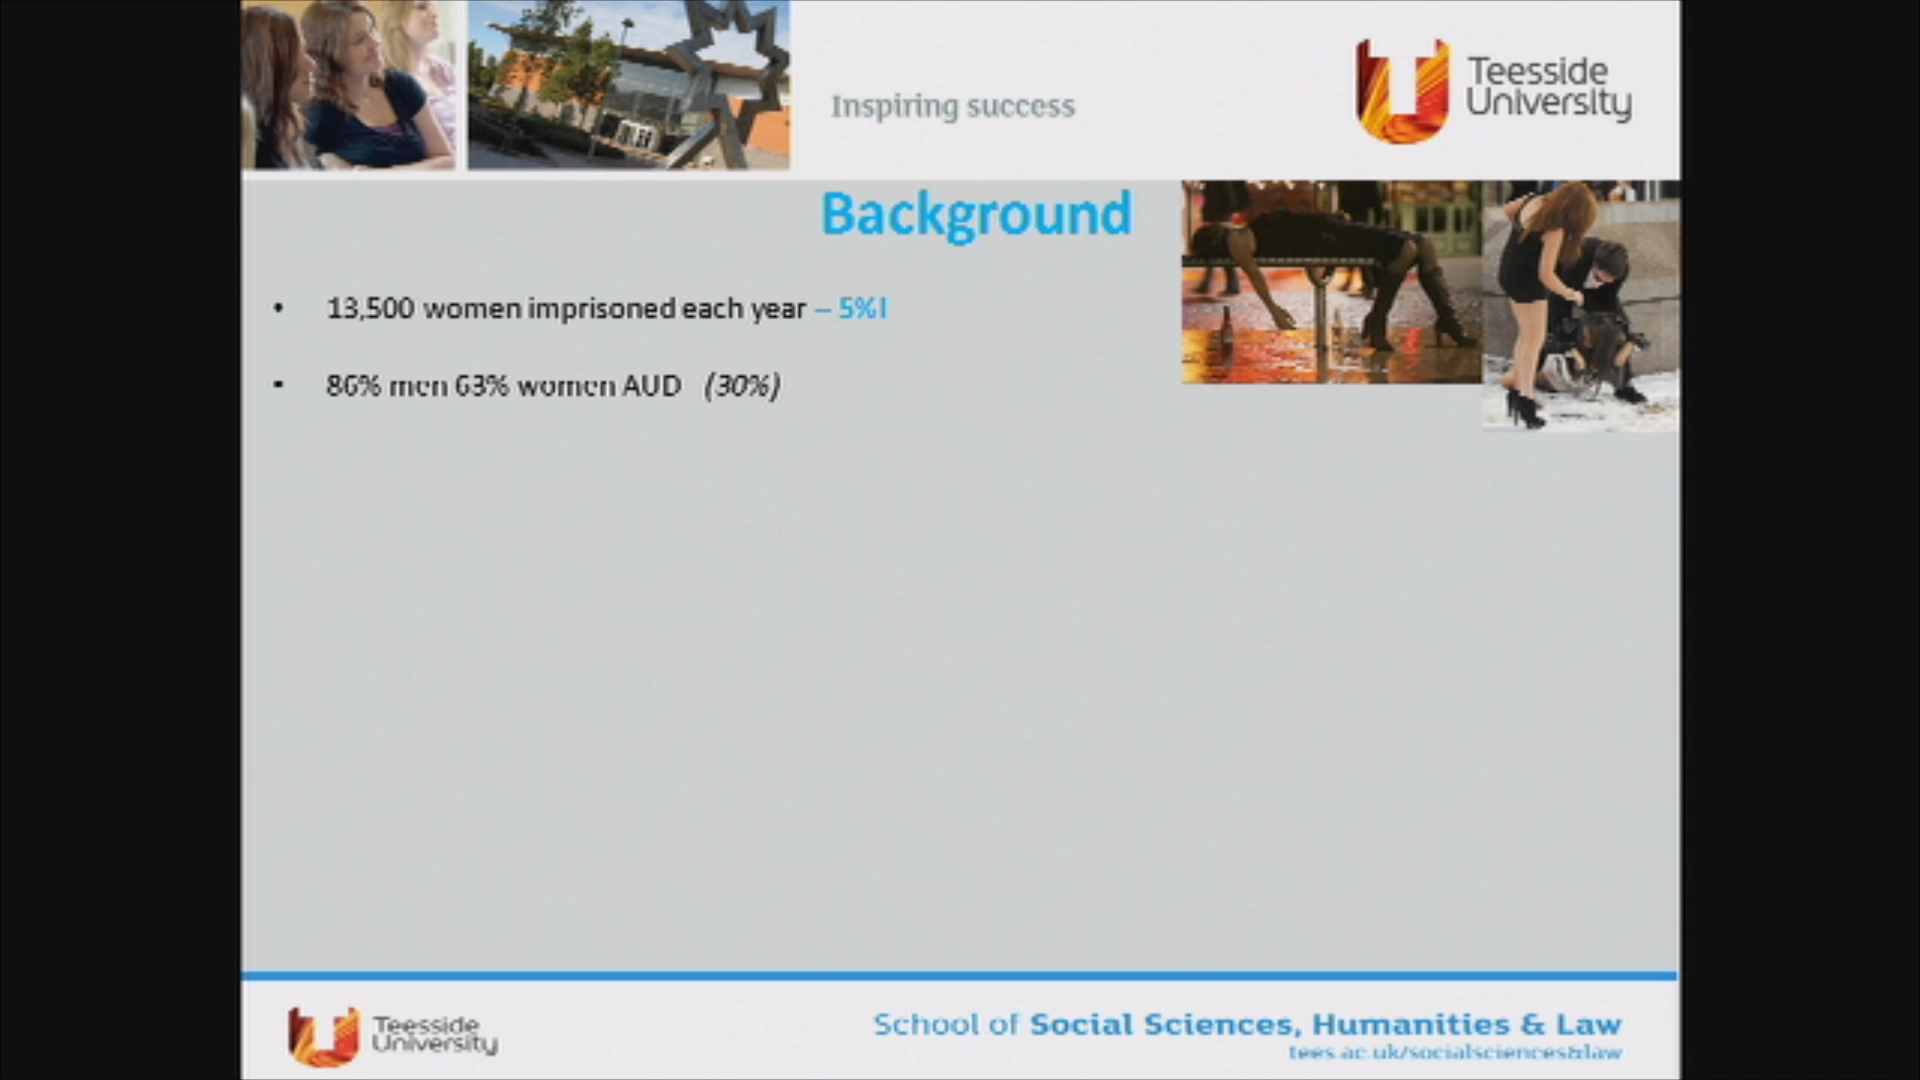 Inspiring success
Teesside
University
Background
• 13,500 women imprisoned each year – 5%!
• 86% men 63% women AUD (30%)
Teesside
University
School of Social Sciences, Humanities & Law
tees.ac.uk/socialsciences&law